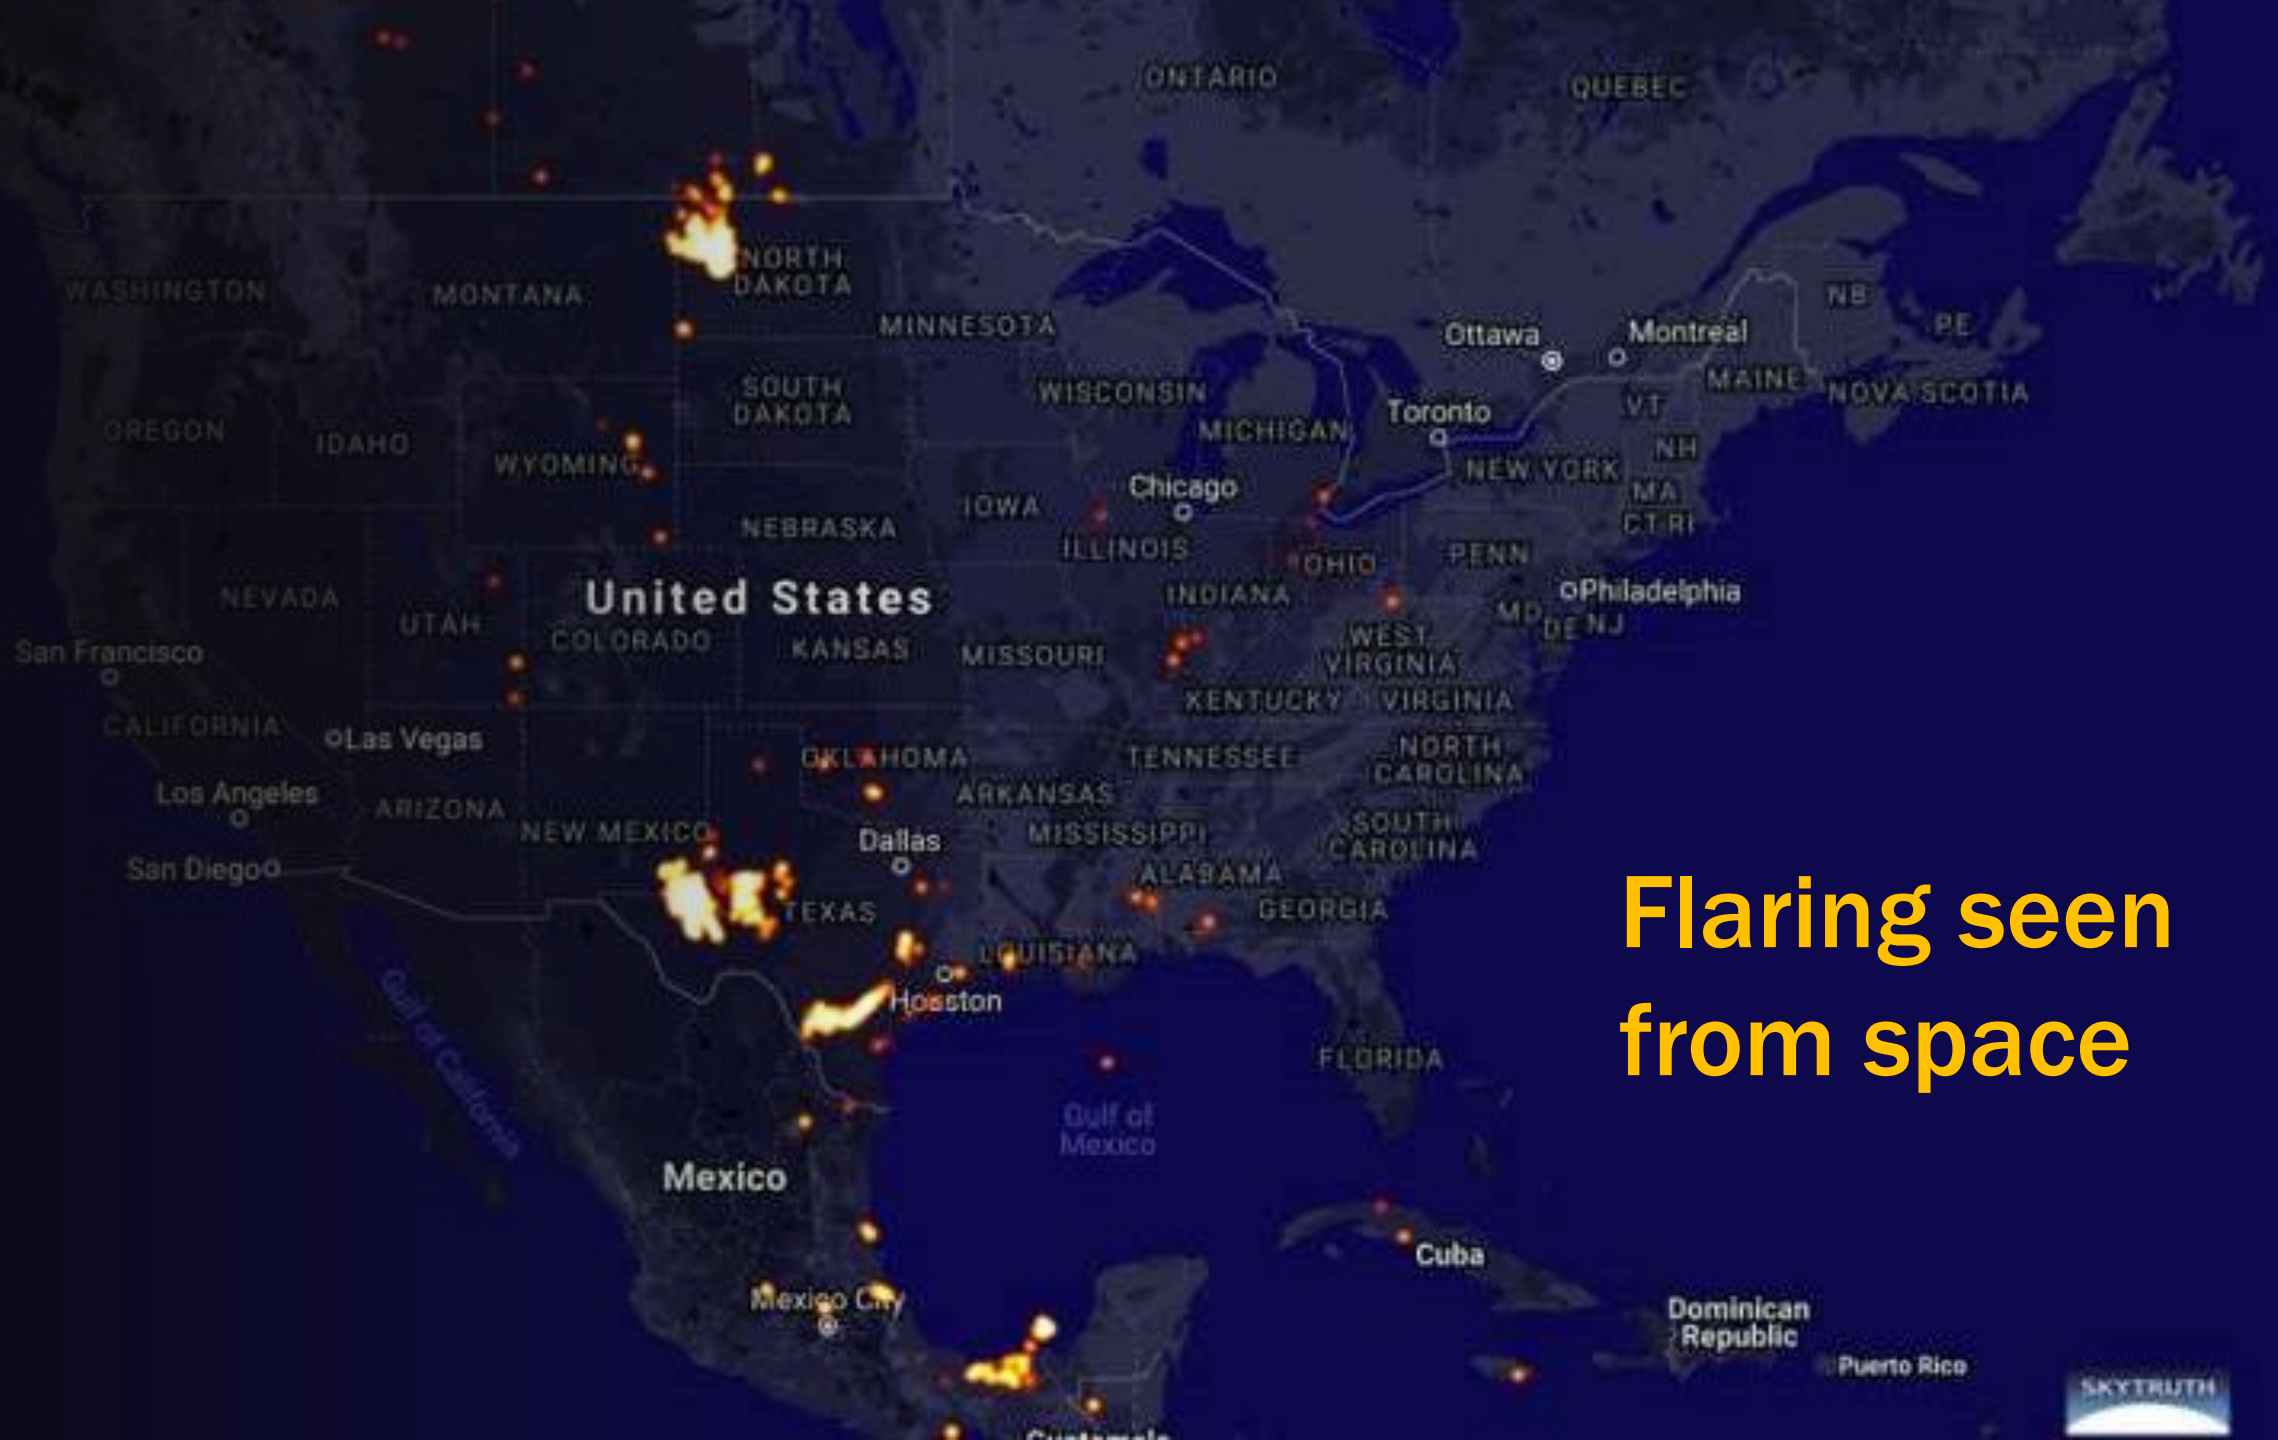 ONTARIO
QUEBEC
NORTH
DAKOTA
WASHINGTON
MONTANA
NB
MINNESOTA
Ottawa
Montreal
PE
SOUTH
DAKOTA
WISCONSIN
MAINE
NOVA SCOTIA
VT
Toronto
OREGON
IDAHO
MICHIGAN
NH
WYOMING
NEW YORK
Chicago
MA
IOWA
CT RI
NEBRASKA
ILLINOIS
OHIO
PENN
NEVADA
United States
INDIANA
Philadelphia
UTAH
MD
DE NJ
COLORADO
KANSAS
MISSOURI
WEST
VIRGINIA
San Francisco
KENTUCKY
VIRGINIA
CALIFORNIA
Las Vegas
OKLAHOMA
TENNESSEE
NORTH
CAROLINA
Los Angeles
ARIZONA
ARKANSAS
NEW MEXICO
Dallas
MISSISSIPPI
SOUTH
CAROLINA
San Diego
ALABAMA
TEXAS
GEORGIA
Flaring seen
from space
LOUISIANA
Houston
Gulf of California
FLORIDA
Gulf of
Mexico
Mexico
Cuba
Mexico City
Dominican
Republic
Puerto Rico
SKYTRUTH